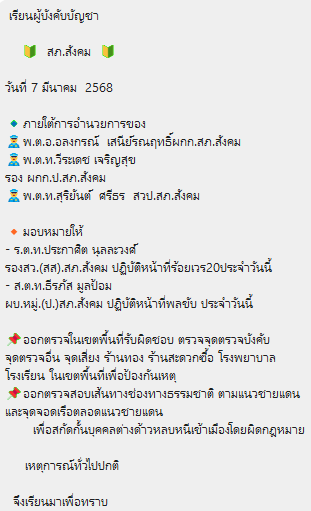 เรียนผู้บังคับบัญชา
🔰 สภ.สังคม 🔰
วันที่ 7 มีนาคม 2568
🔹ภายใต้การอำนวยการของ
👮พ.ต.อ.อลงกรณ์ เสนีย์รณฤทธิ์ผกก.สภ.สังคม
👮พ.ต.ท.วีระเดช เจริญสุข
รอง ผกก.ป.สภ.สังคม
👮พ.ต.ท.สุริยันต์ ศรีธร สวป.สภ.สังคม
🔸มอบหมายให้
- ร.ต.ท.ประกาศิต นุลละวงค์
รองสว.(สส).สภ.สังคม ปฏิบัติหน้าที่ร้อยเวร20ประจำวันนี้
- ส.ต.ท.ธีรภัส มูลป้อม
ผบ.หมู่.(ป.)สภ.สังคม ปฏิบัติหน้าที่พลขับ ประจำวันนี้
📌ออกตรวจในเขตพื้นที่รับผิดชอบ ตรวจจุดตรวจบังคับ
จุดตรวจอื่น จุดเสี่ยง ร้านทอง ร้านสะดวกซื้อ โรงพยาบาล
โรงเรียน ในเขตพื้นที่เพื่อป้องกันเหตุ
📌ออกตรวจสอบเส้นทางช่องทางธรรมชาติ ตามแนวชายแดน
และจุดจอดเรือตลอดแนวชายแดน
เพื่อสกัดกั้นบุคคลต่างด้าวหลบหนีเข้าเมืองโดยผิดกฎหมาย
เหตุการณ์ทั่วไปปกติ
จึงเรียนมาเพื่อทราบ